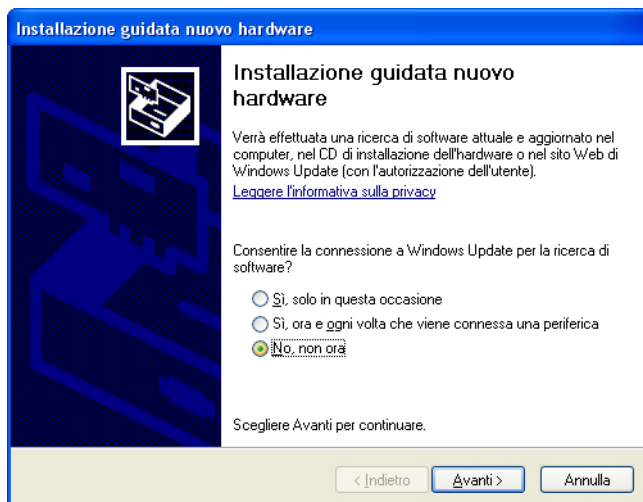 Installazione guidata nuovo hardware
Installazione guidata nuovo
hardware
Verrà effettuata una ricerca di software attuale e aggiornato nel
computer, nel CD di installazione dell'hardware o nel sito Web di
Windows Update (con l'autorizzazione dell'utente).
Leggere l'informativa sulla privacy
Consentire la connessione a Windows Update per la ricerca di
software?
Sì, solo in questa occasione
Sì, ora e ogni volta che viene connessa una periferica
No, non ora
Scegliere Avanti per continuare.
< Indietro Avanti > Annulla